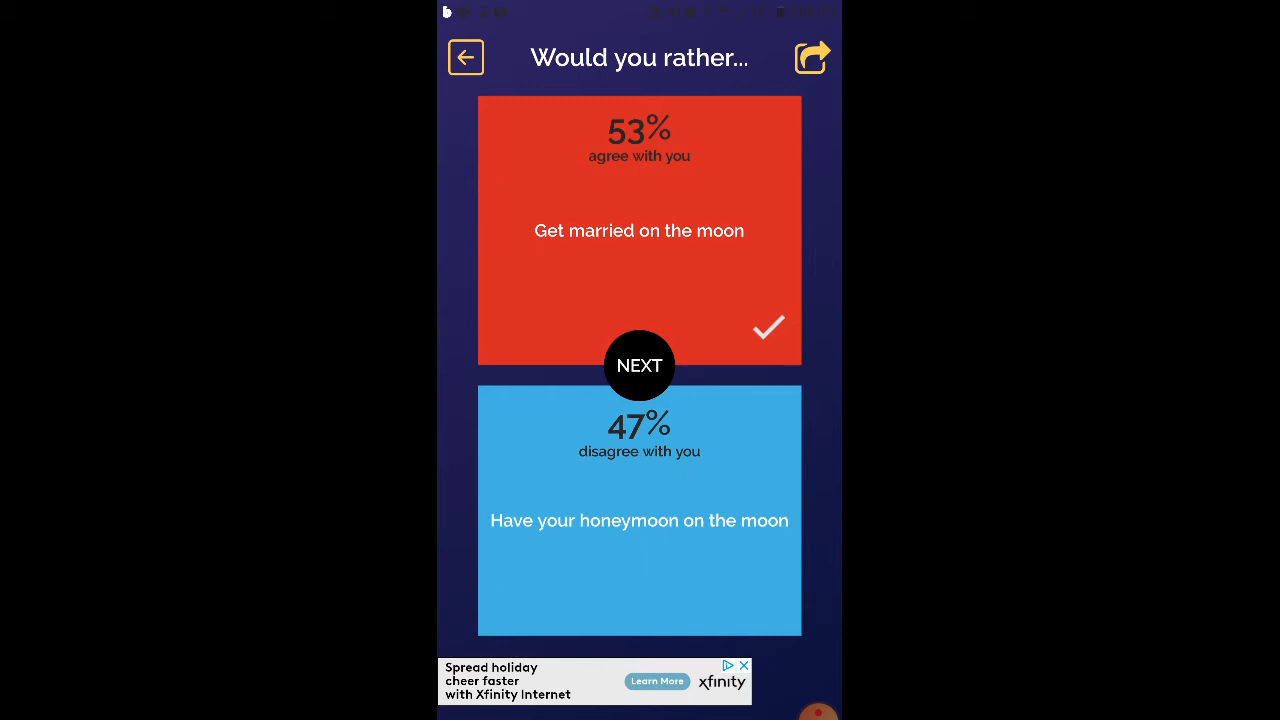 Would you rather...
53%
agree with you
Get married on the moon
NEXT
47%
disagree with you
Have your honeymoon on the moon
Spread holiday
cheer faster
with Xfinity Internet
Learn More
xfinity